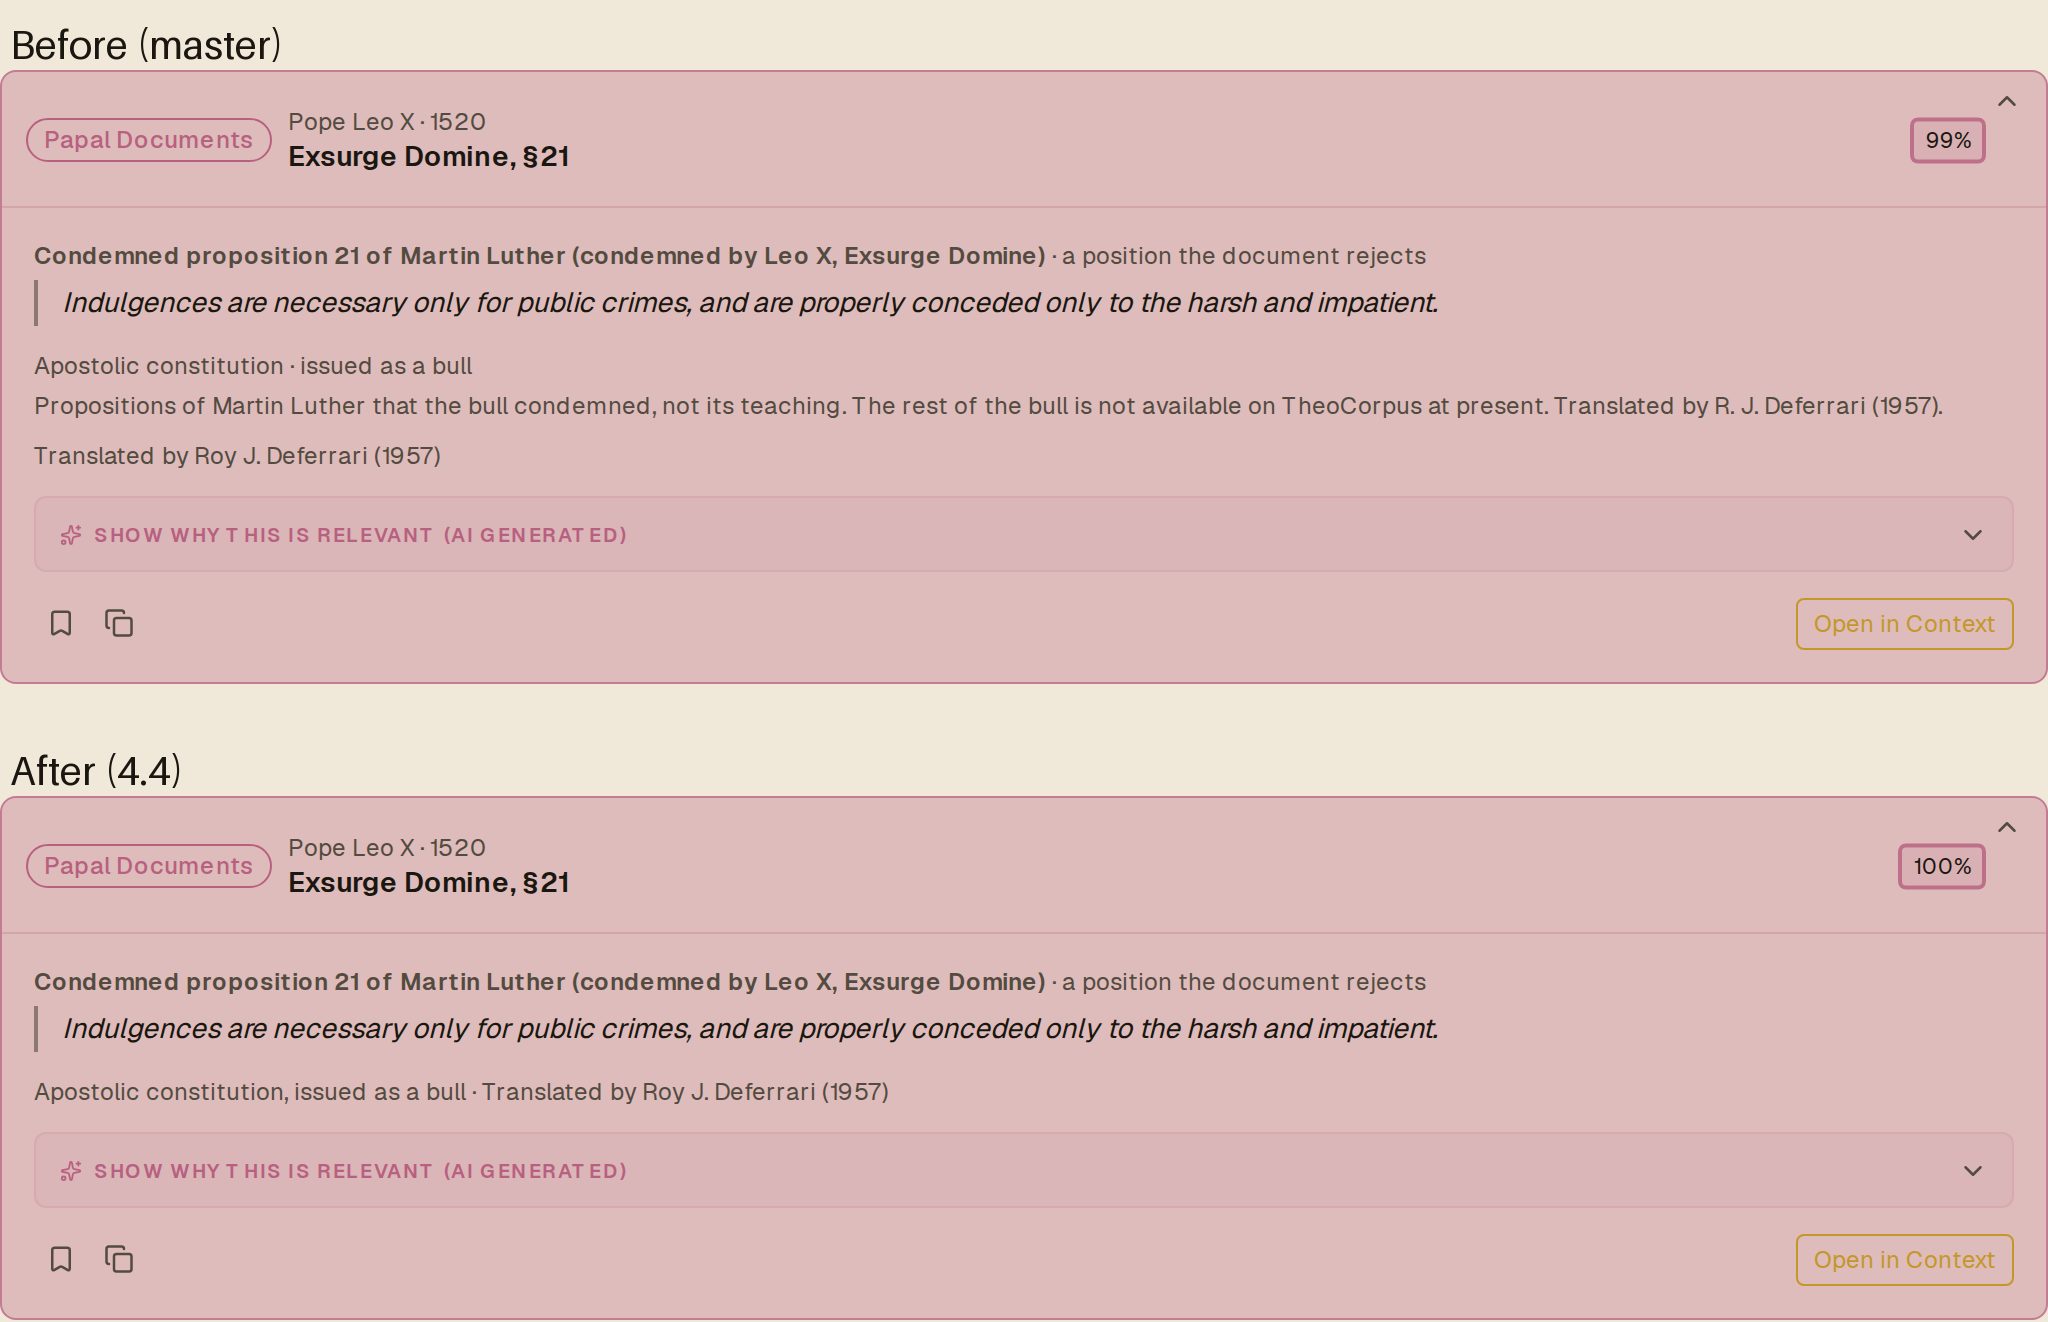 Before (master)
Papal Documents
Pope Leo X · 1520
Exsurge Domine, §21
99%
Condemned proposition 21 of Martin Luther (condemned by Leo X, Exsurge Domine) · a position the document rejects
Indulgences are necessary only for public crimes, and are properly conceded only to the harsh and impatient.
Apostolic constitution · issued as a bull
Propositions of Martin Luther that the bull condemned, not its teaching. The rest of the bull is not available on TheoCorpus at present. Translated by R. J. Deferrari (1957).
Translated by Roy J. Deferrari (1957)
SHOW WHY THIS IS RELEVANT (AI GENERATED)
Open in Context
After (4.4)
Papal Documents
Pope Leo X · 1520
Exsurge Domine, §21
100%
Condemned proposition 21 of Martin Luther (condemned by Leo X, Exsurge Domine) · a position the document rejects
Indulgences are necessary only for public crimes, and are properly conceded only to the harsh and impatient.
Apostolic constitution, issued as a bull · Translated by Roy J. Deferrari (1957)
SHOW WHY THIS IS RELEVANT (AI GENERATED)
Open in Context